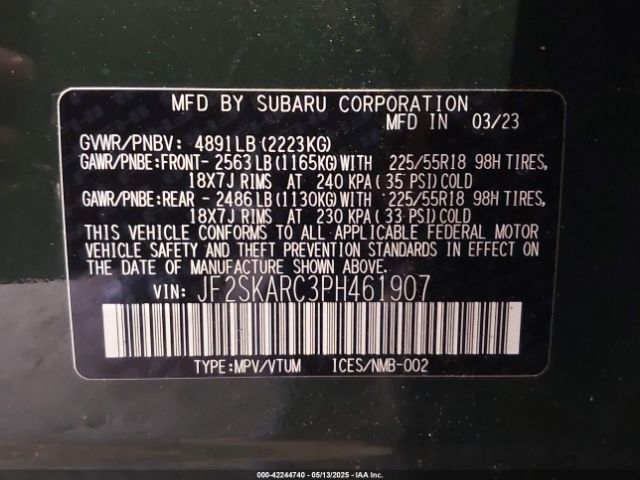 MFD BY SUBARU CORPORATION
MFD IN 03/23
GVWR/PNBV: 4891LB(2223KG)
GAWR/PNBE:FRONT-2563LB(1165KG)WITH 225/55R18 98H TIRES,
18X7J RIMS AT 240 KPA(35 PSI)COLD
GAWR/PNBE:REAR -2486LB(1130KG)WITH 225/55R18 98H TIRES,
18X7J RIMS AT 230 KPA(33 PSI)COLD
THIS VEHICLE CONFORMS TO ALL APPLICABLE FEDERAL MOTOR
VEHICLE SAFETY AND THEFT PREVENTION STANDARDS IN EFFECT ON
THE DATE OF MANUFACTURE SHOWN ABOVE.
VIN: JF2SKARC3PH461907
TYPE:MPV/VTUM ICES/NMB-002
000-42244740 - 05/13/2025 - IAAI.com